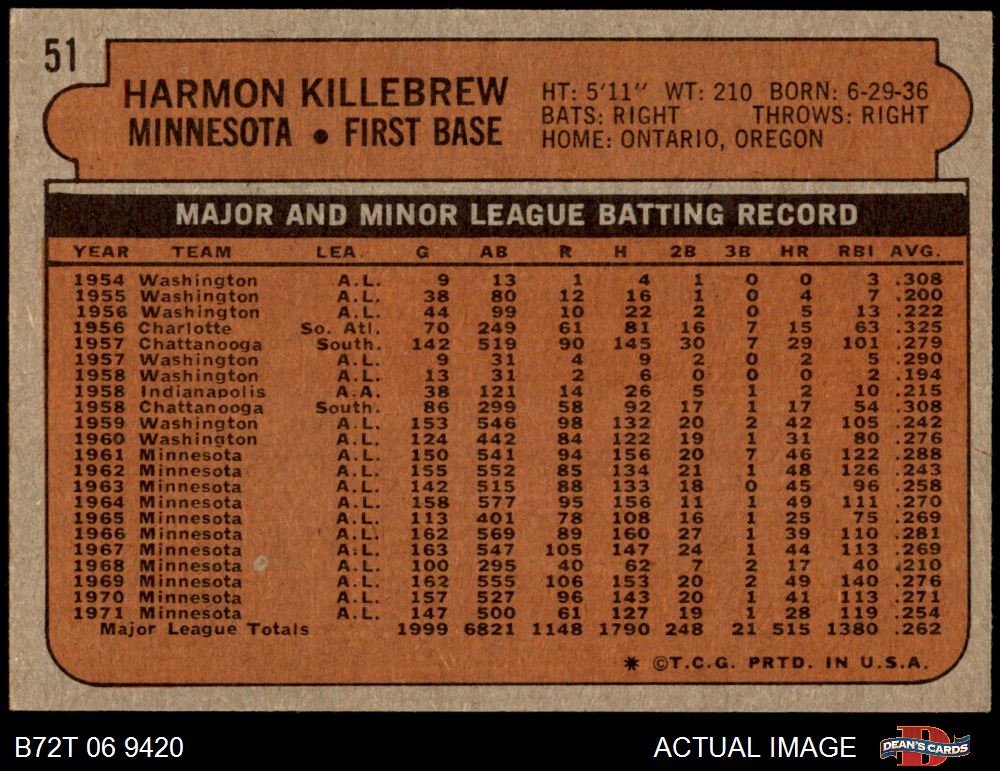 51
HARMON KILLEBREW
MINNESOTA • FIRST BASE
HT: 5'11" WT: 210 BORN: 6-29-36
BATS: RIGHT THROWS: RIGHT
HOME: ONTARIO, OREGON
MAJOR AND MINOR LEAGUE BATTING RECORD
YEAR TEAM LEA. G AB R H 2B 3B HR RBI AVG.
1954 Washington A.L. 9 13 1 4 1 0 0 3 .308
1955 Washington A.L. 38 80 12 16 1 0 4 7 .200
1956 Washington A.L. 44 99 10 22 2 0 5 13 .222
1956 Charlotte So. Atl. 70 249 61 81 16 7 15 63 .325
1957 Chattanooga South. 142 519 90 145 30 7 29 101 .279
1957 Washington A.L. 9 31 4 9 2 0 2 5 .290
1958 Washington A.L. 13 31 2 6 0 0 0 2 .194
1958 Indianapolis A.A. 38 121 14 26 5 1 2 10 .215
1958 Chattanooga South. 86 299 58 92 17 1 17 54 .308
1959 Washington A.L. 153 546 98 132 20 2 42 105 .242
1960 Washington A.L. 124 442 84 122 19 1 31 80 .276
1961 Minnesota A.L. 150 541 94 156 20 7 46 122 .288
1962 Minnesota A.L. 155 552 85 134 21 1 48 126 .243
1963 Minnesota A.L. 142 515 88 133 18 0 45 96 .258
1964 Minnesota A.L. 158 577 95 156 11 1 49 111 .270
1965 Minnesota A.L. 113 401 78 108 16 1 25 75 .269
1966 Minnesota A.L. 162 569 89 160 27 1 39 110 .281
1967 Minnesota A.L. 163 547 105 147 24 1 44 113 .269
1968 Minnesota A.L. 100 295 40 62 7 2 17 40 .210
1969 Minnesota A.L. 162 555 106 153 20 2 49 140 .276
1970 Minnesota A.L. 157 527 96 143 20 1 41 113 .271
1971 Minnesota A.L. 147 500 61 127 19 1 28 119 .254
Major League Totals 1999 6821 1148 1790 248 21 515 1380 .262
* ©T.C.G. PRTD. IN U.S.A.
B72T 06 9420 ACTUAL IMAGE DEAN'S CARDS